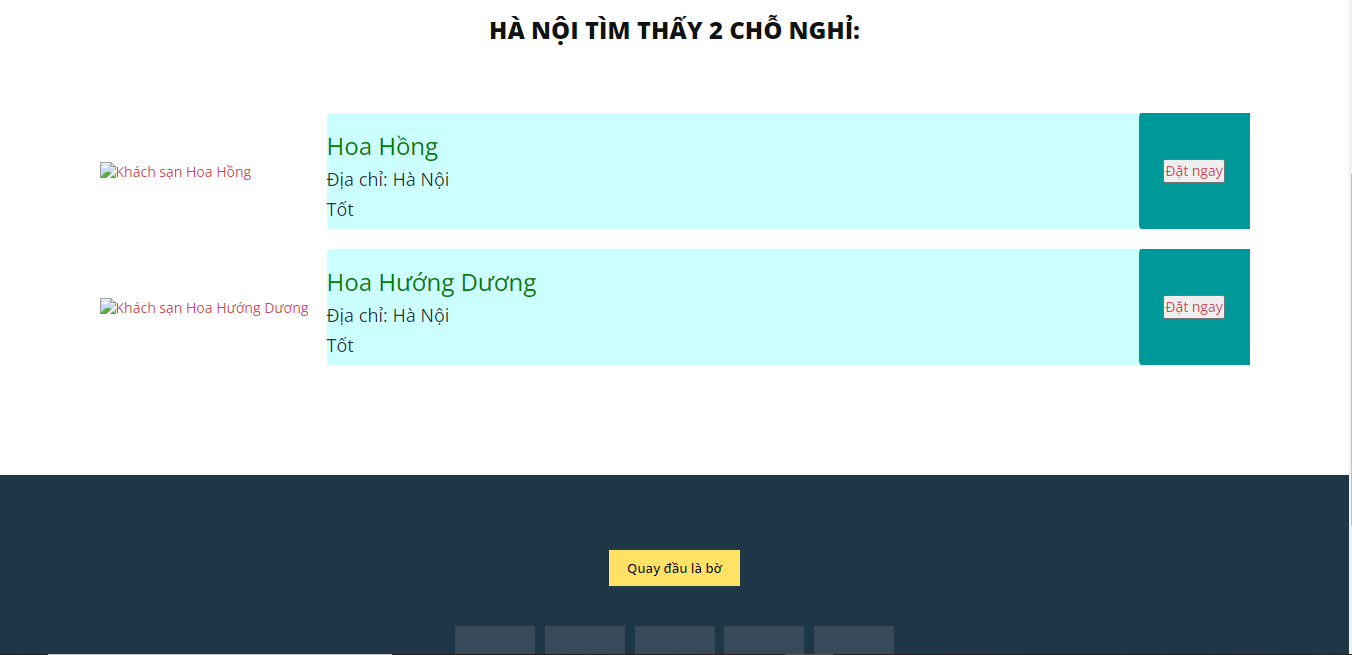 HÀ NỘI TÌM THẤY 2 CHỖ NGHỈ:
Khách sạn Hoa Hồng
Hoa Hồng
Địa chỉ: Hà Nội
Tốt
Đặt ngay
Khách sạn Hoa Hướng Dương
Hoa Hướng Dương
Địa chỉ: Hà Nội
Tốt
Đặt ngay
Quay đầu là bờ